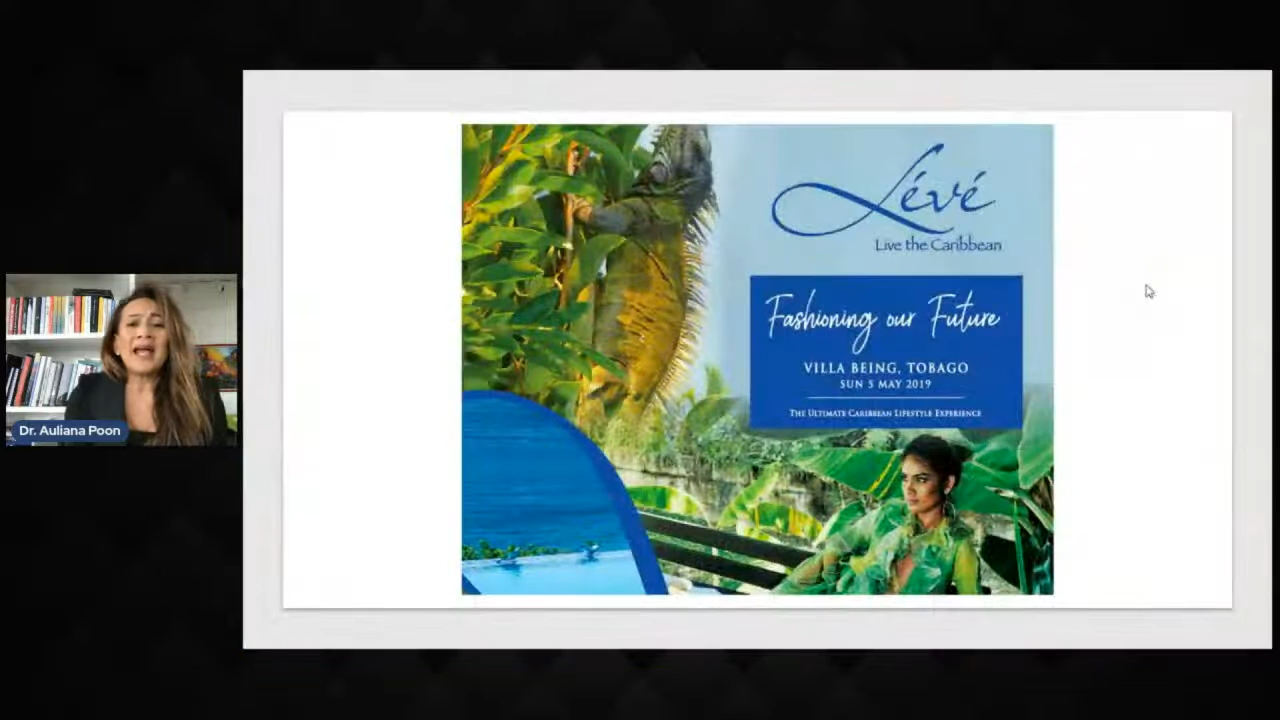 Dr. Auliana Poon
Lévé
Live the Caribbean
Fashioning our Future
VILLA BEING, TOBAGO
SUN 5 MAY 2019
THE ULTIMATE CARIBBEAN LIFESTYLE EXPERIENCE